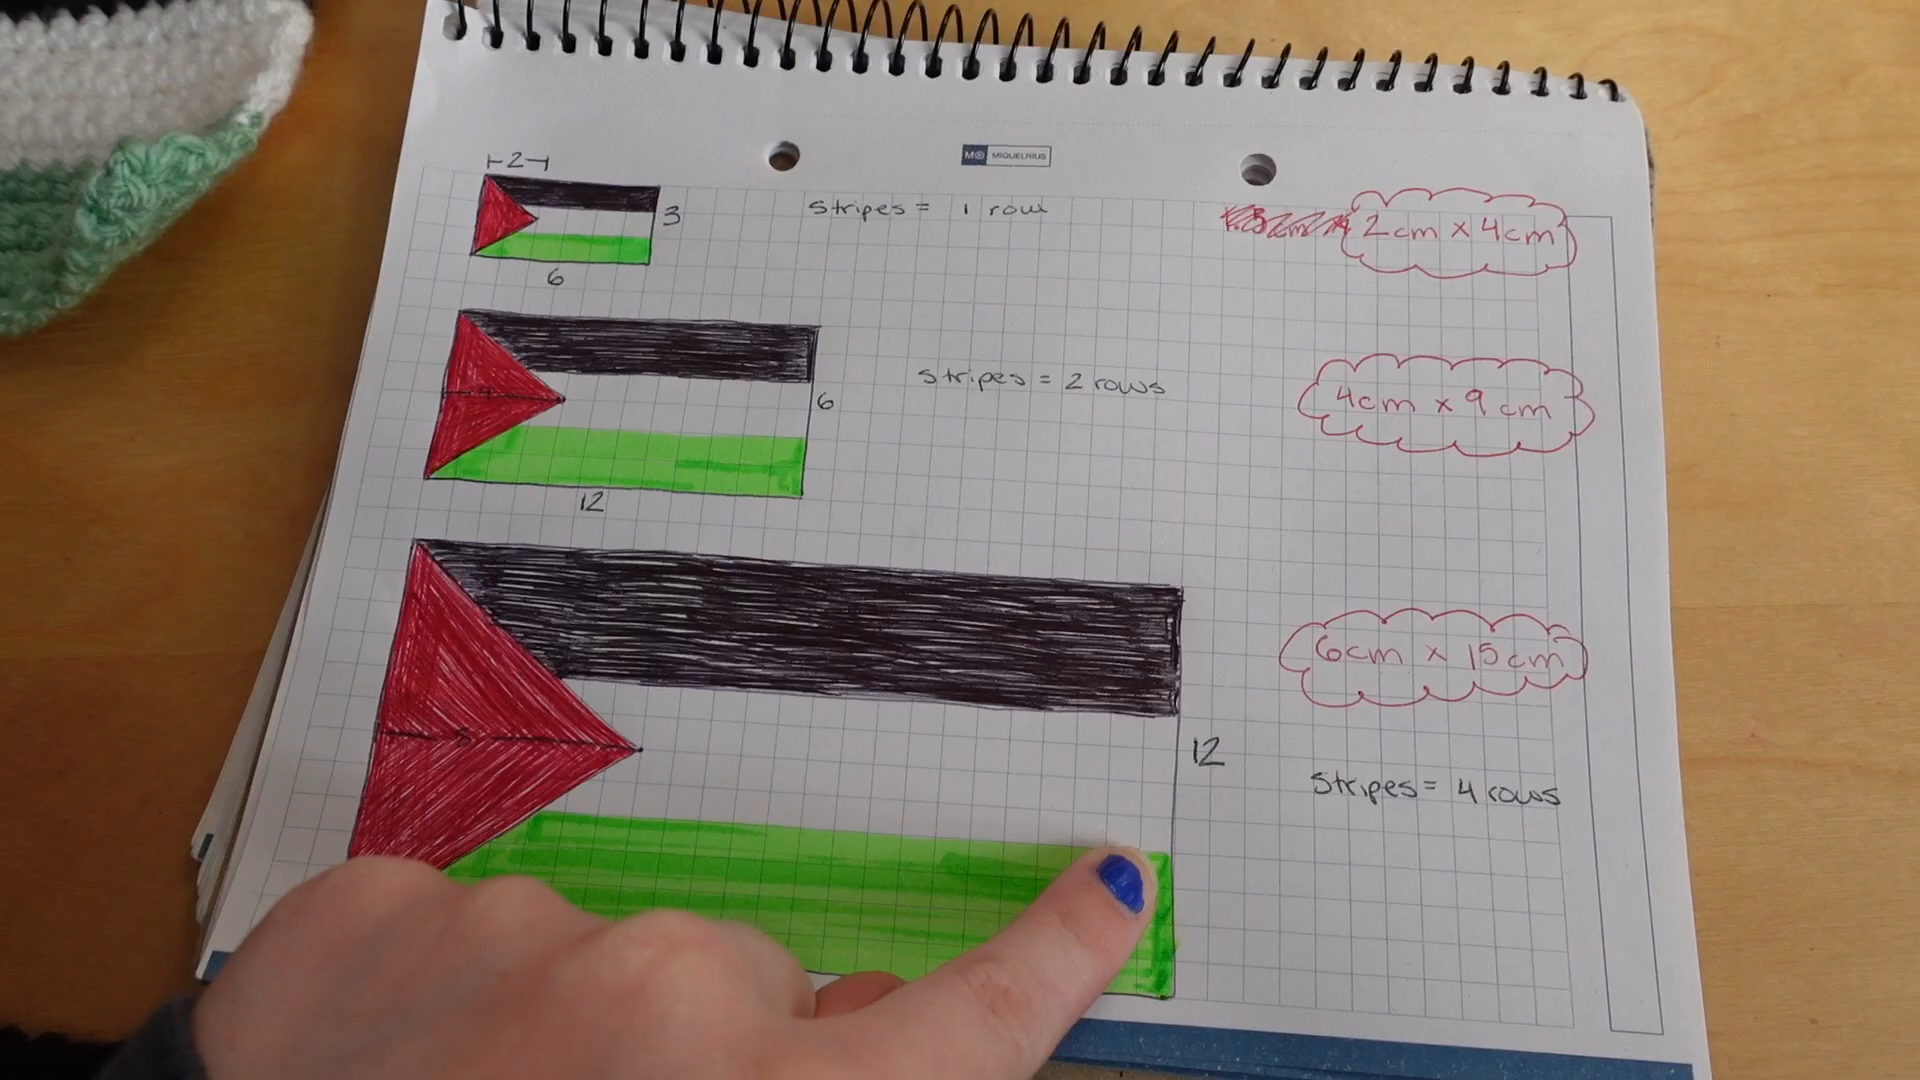 M® MIQUELRIUS
2
3
6
stripes = 1 row
2cm x 4cm
6
12
stripes = 2 rows
4cm x 9cm
12
6cm x 15cm
stripes = 4 rows